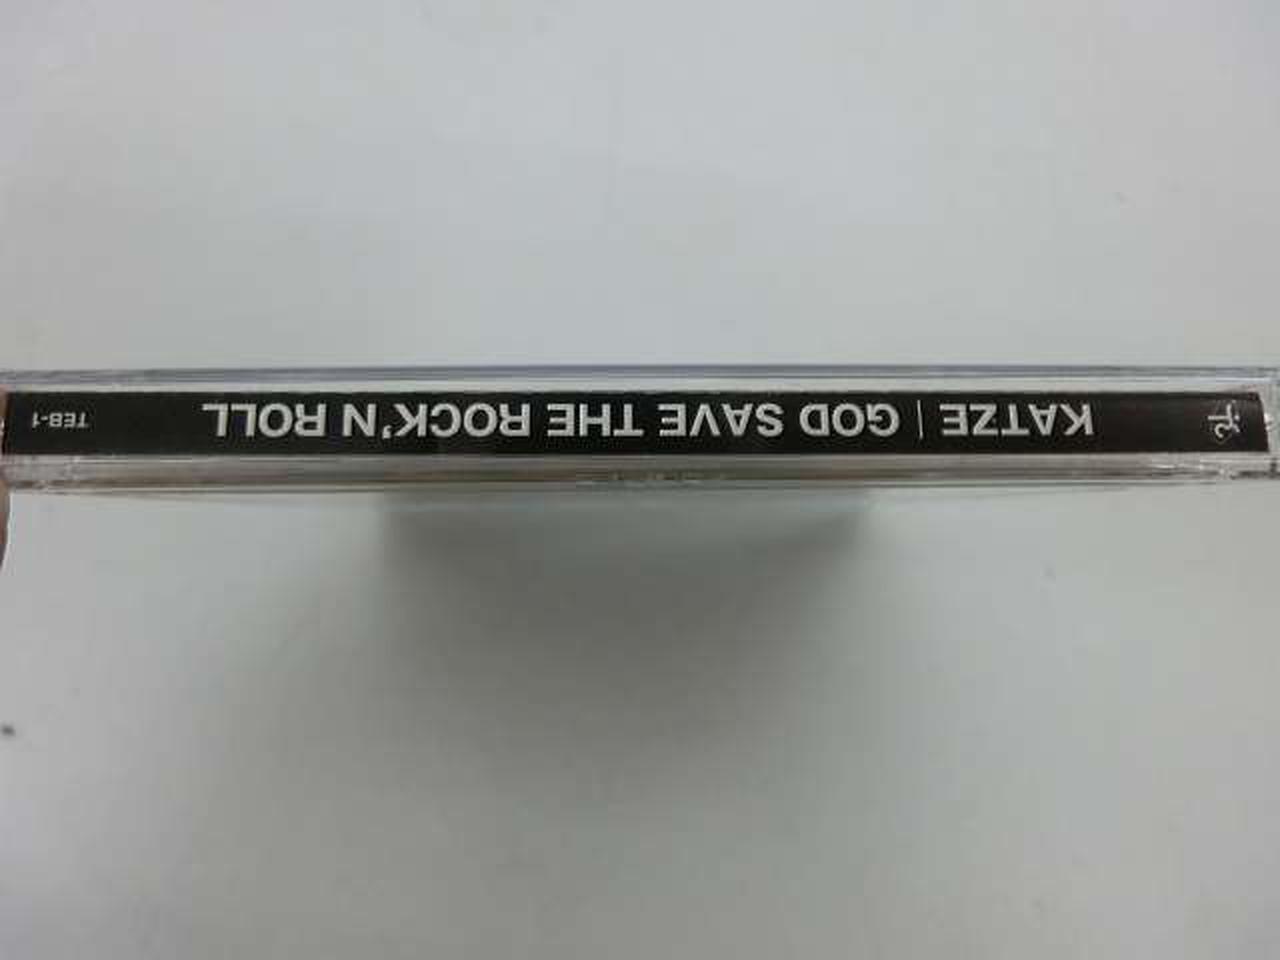 KATZE | GOD SAVE THE ROCK'N ROLL
TEB-1